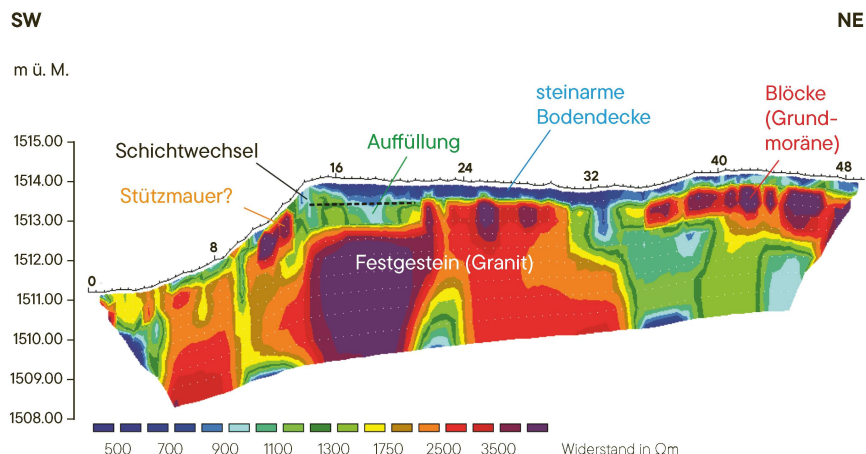 SW
NE
m ü. M.
steinarme
Bodendecke
Blöcke
(Grund-
moräne)
Schichtwechsel
Auffüllung
Stützmauer?
Festgestein (Granit)
1515.00
1514.00
1513.00
1512.00
1511.00
1510.00
1509.00
1508.00
0
8
16
24
32
40
48
500
700
900
1100
1300
1750
2500
3500
Widerstand in Ωm